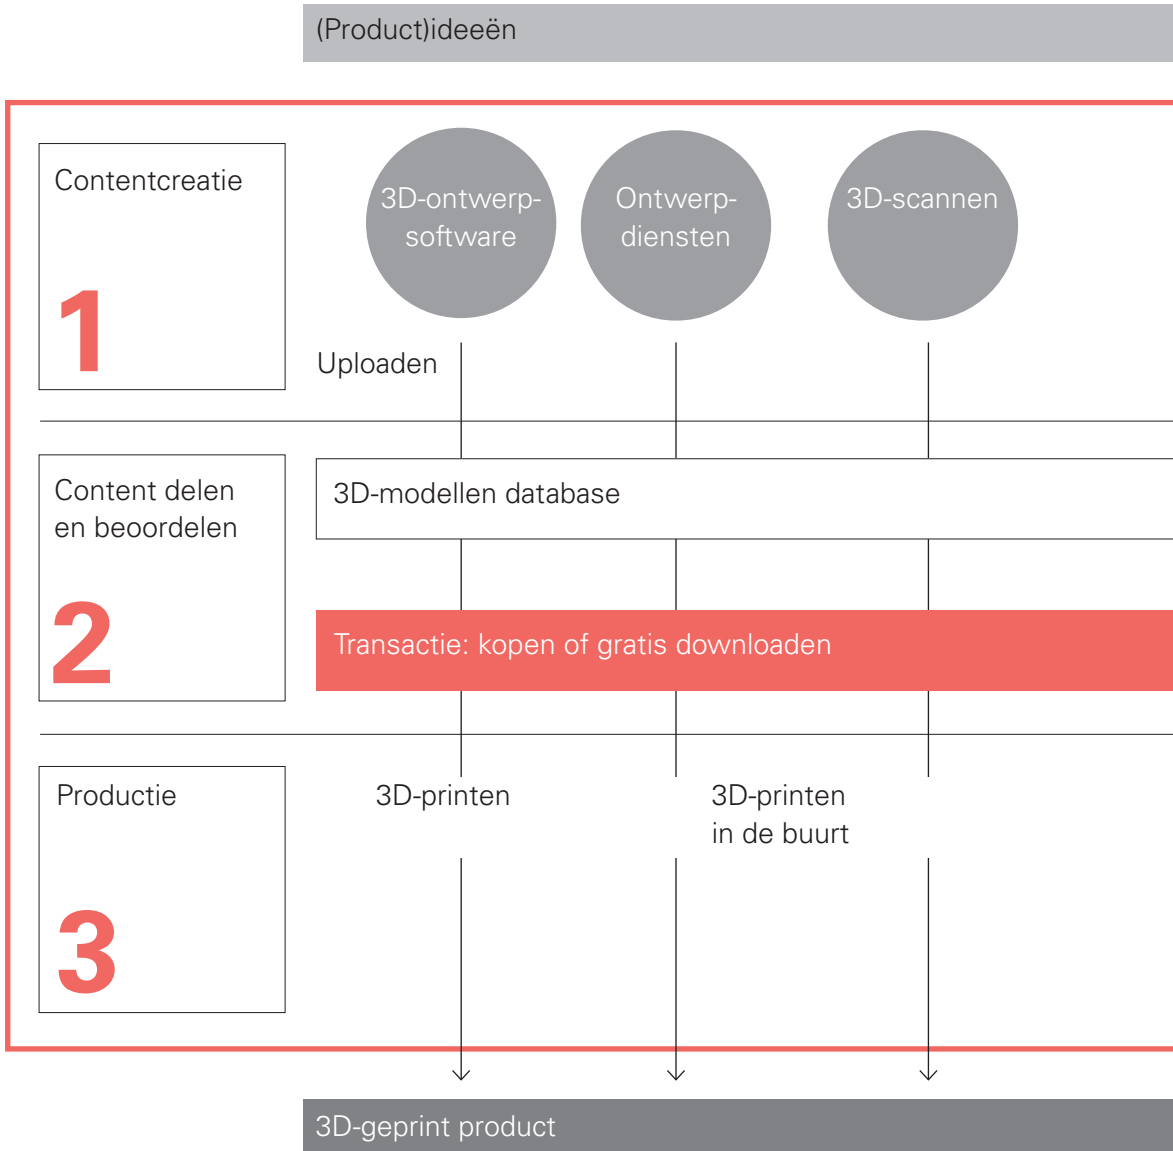 (Product)ideeën
Contentcreatie
1
3D-ontwerp-
software
Ontwerp-
diensten
3D-scannen
Uploaden
Content delen
en beoordelen
2
3D-modellen database
Transactie: kopen of gratis downloaden
Productie
3
3D-printen
3D-printen
in de buurt
3D-geprint product